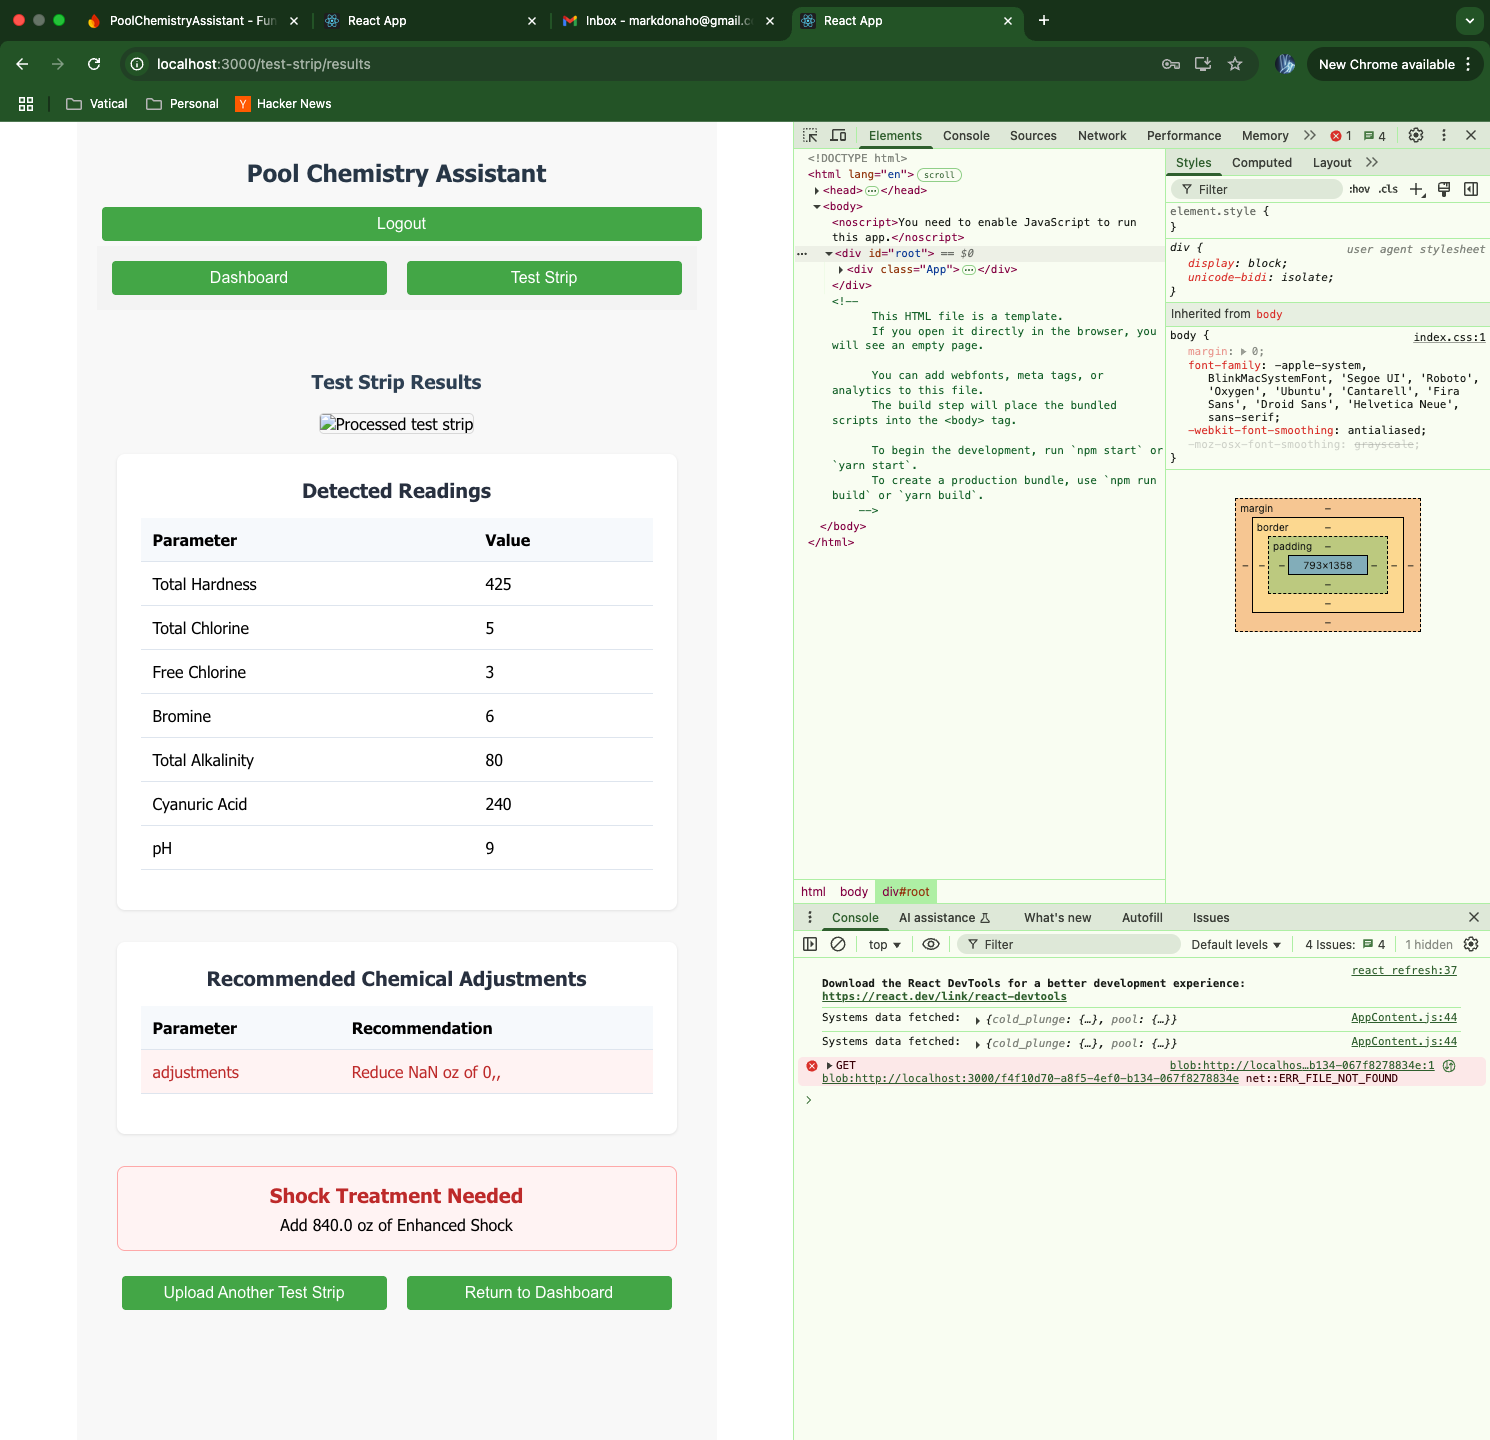 PoolChemistryAssistant - Fun
React App
Inbox - markdonaho@gmail.c
React App
localhost:3000/test-strip/results
New Chrome available
Vatical
Personal
Hacker News
Pool Chemistry Assistant
Logout
Dashboard
Test Strip
Test Strip Results
Processed test strip
Detected Readings
Parameter Value
Total Hardness 425
Total Chlorine 5
Free Chlorine 3
Bromine 6
Total Alkalinity 80
Cyanuric Acid 240
pH 9
Recommended Chemical Adjustments
Parameter Recommendation
adjustments Reduce NaN oz of 0,,
Shock Treatment Needed
Add 840.0 oz of Enhanced Shock
Upload Another Test Strip
Return to Dashboard
Elements Console Sources Network Performance Memory 1 4
<!DOCTYPE html>
<html lang="en"> scroll
<head> … </head>
<body>
<noscript>You need to enable JavaScript to run
this app.</noscript>
<div id="root"> == $0
<div class="App"> … </div>
</div>
<!--
This HTML file is a template.
If you open it directly in the browser, you
will see an empty page.
You can add webfonts, meta tags, or
analytics to this file.
The build step will place the bundled
scripts into the <body> tag.
To begin the development, run `npm start` or
`yarn start`.
To create a production bundle, use `npm run
build` or `yarn build`.
-->
</body>
</html>
html body div#root
Styles Computed Layout
Filter :hov .cls
element.style {
}
div { user agent stylesheet
display: block;
unicode-bidi: isolate;
}
Inherited from body
body { index.css:1
margin: 0;
font-family: -apple-system,
BlinkMacSystemFont, 'Segoe UI', 'Roboto',
'Oxygen', 'Ubuntu', 'Cantarell', 'Fira
Sans', 'Droid Sans', 'Helvetica Neue',
sans-serif;
-webkit-font-smoothing: antialiased;
-moz-osx-font-smoothing: grayscale;
}
margin –
border –
padding –
– – – 793×1358 – – –
–
–
–
Console AI assistance What's new Autofill Issues
top Filter Default levels 4 Issues: 4 1 hidden
react refresh:37
Download the React DevTools for a better development experience:
https://react.dev/link/react-devtools
Systems data fetched: {cold_plunge: {…}, pool: {…}} AppContent.js:44
Systems data fetched: {cold_plunge: {…}, pool: {…}} AppContent.js:44
GET blob:http://localhos…b134-067f8278834e:1
blob:http://localhost:3000/f4f10d70-a8f5-4ef0-b134-067f8278834e net::ERR_FILE_NOT_FOUND